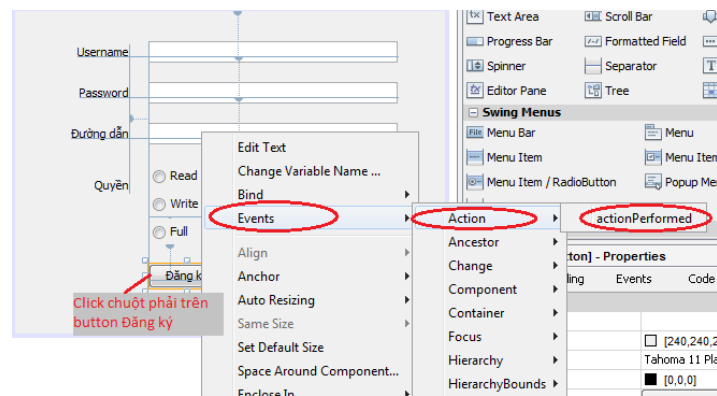 Text Area
Scroll Bar
Progress Bar
Formatted Field
Spinner
Separator
Editor Pane
Tree
Swing Menus
Menu Bar
Menu
Menu Item
Menu Item
Menu Item / RadioButton
Popup Me
Username
Password
Đường dẫn
Quyền
Read
Write
Full
Đăng k
Click chuột phải trên
button Đăng ký
Edit Text
Change Variable Name ...
Bind
Events
Align
Anchor
Auto Resizing
Same Size
Set Default Size
Space Around Component...
Enclose In
Action
Ancestor
Change
Component
Container
Focus
Hierarchy
HierarchyBounds
actionPerformed
ton] - Properties
ling
Events
Code
[240,240,2
Tahoma 11 Pla
[0,0,0]